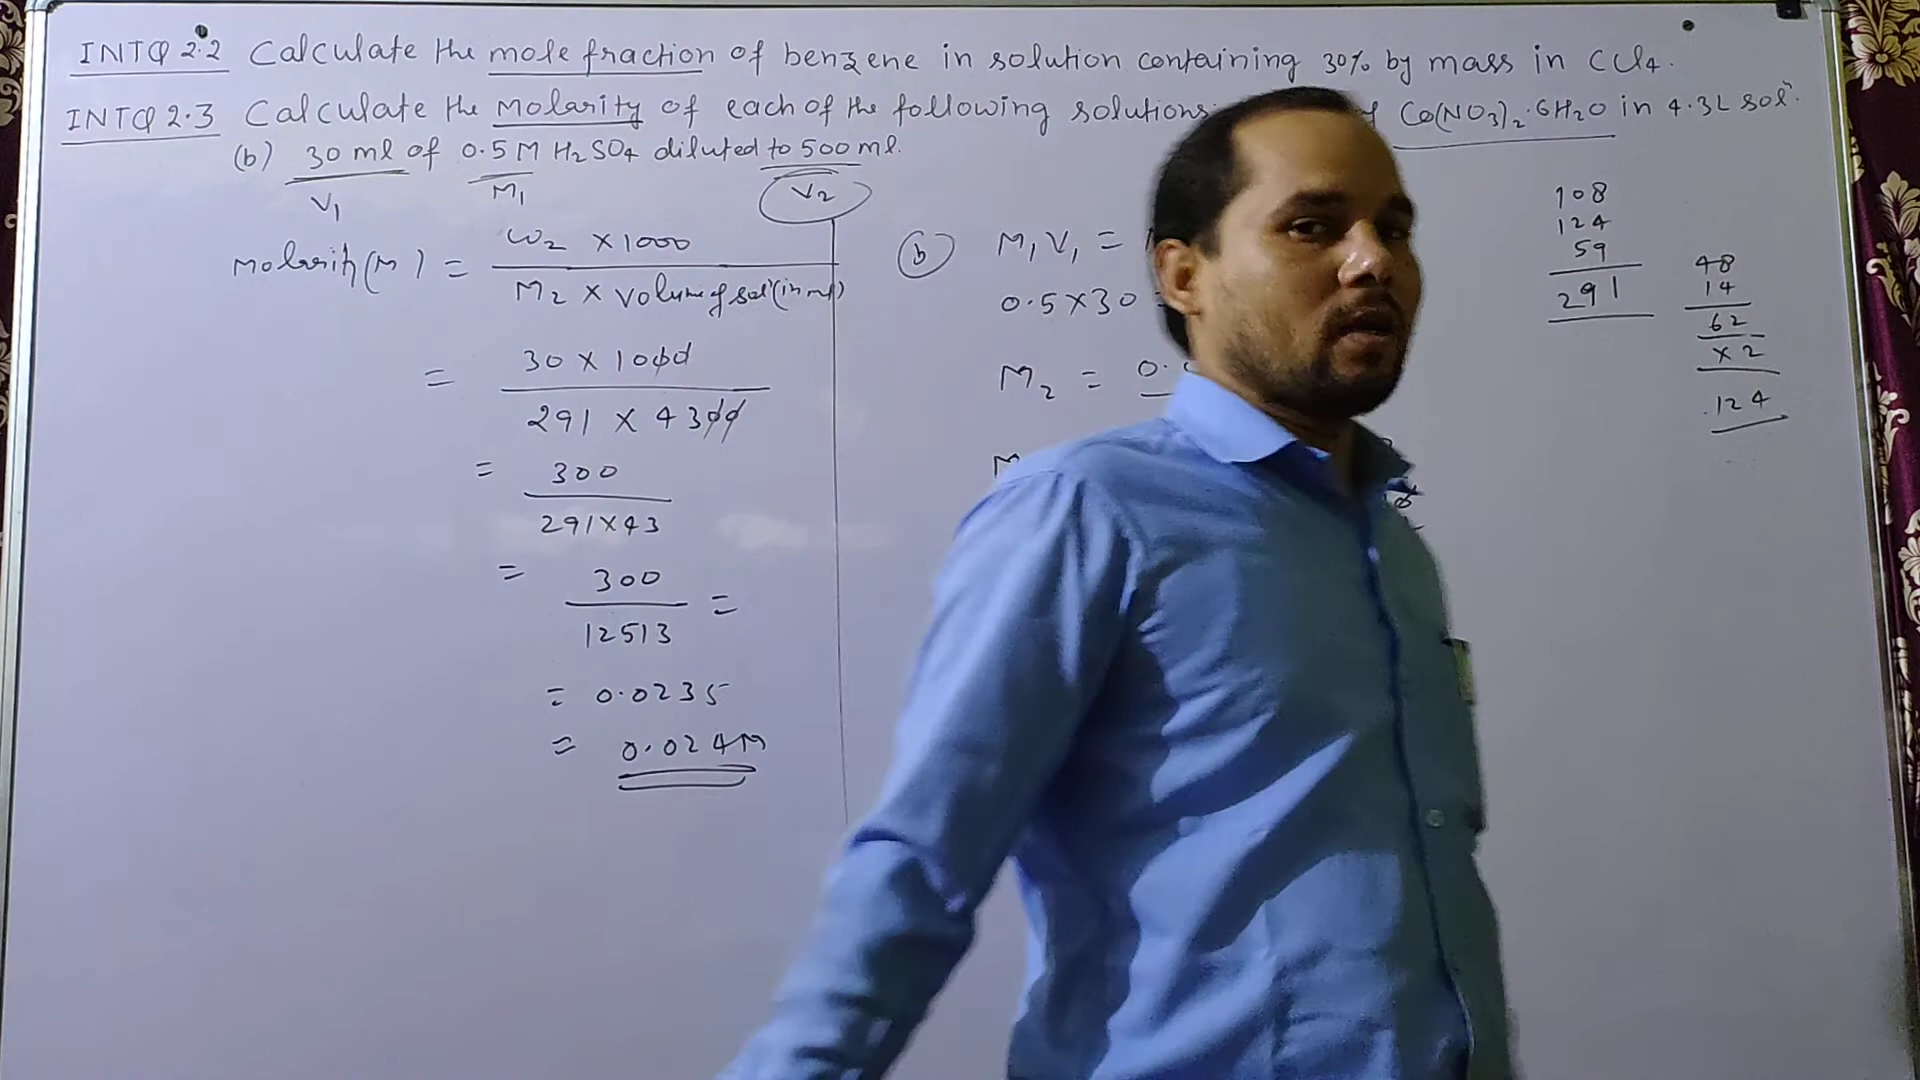 INTQ 2.2 Calculate the mole fraction of benzene in solution containing 30% by mass in CCl4.
INTQ 2.3 Calculate the Molarity of each of the following solutions Co(NO3)2.6H2O in 4.3L solⁿ.
(b) 30 ml of 0.5 M H2SO4 diluted to 500 ml.
V1 M1 V2
Molarity(M) = W2 × 1000
M2 × Volume of solⁿ(in ml)
= 30 × 1000
291 × 4300
= 300
291×43
= 300
12513 =
= 0.0235
= 0.024M
(b) M1V1 =
0.5×30
M2 = 0.
108
124
59
291
48
14
62
×2
124